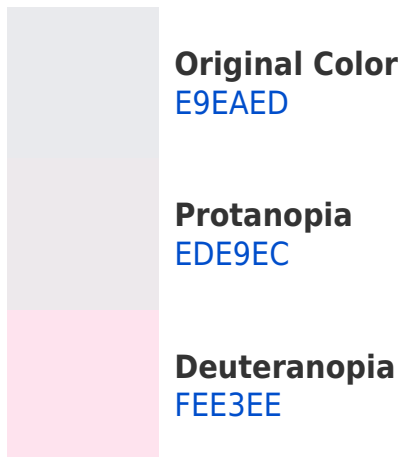 Original Color
E9EAED
Protanopia
EDE9EC
Deuteranopia
FEE3EE